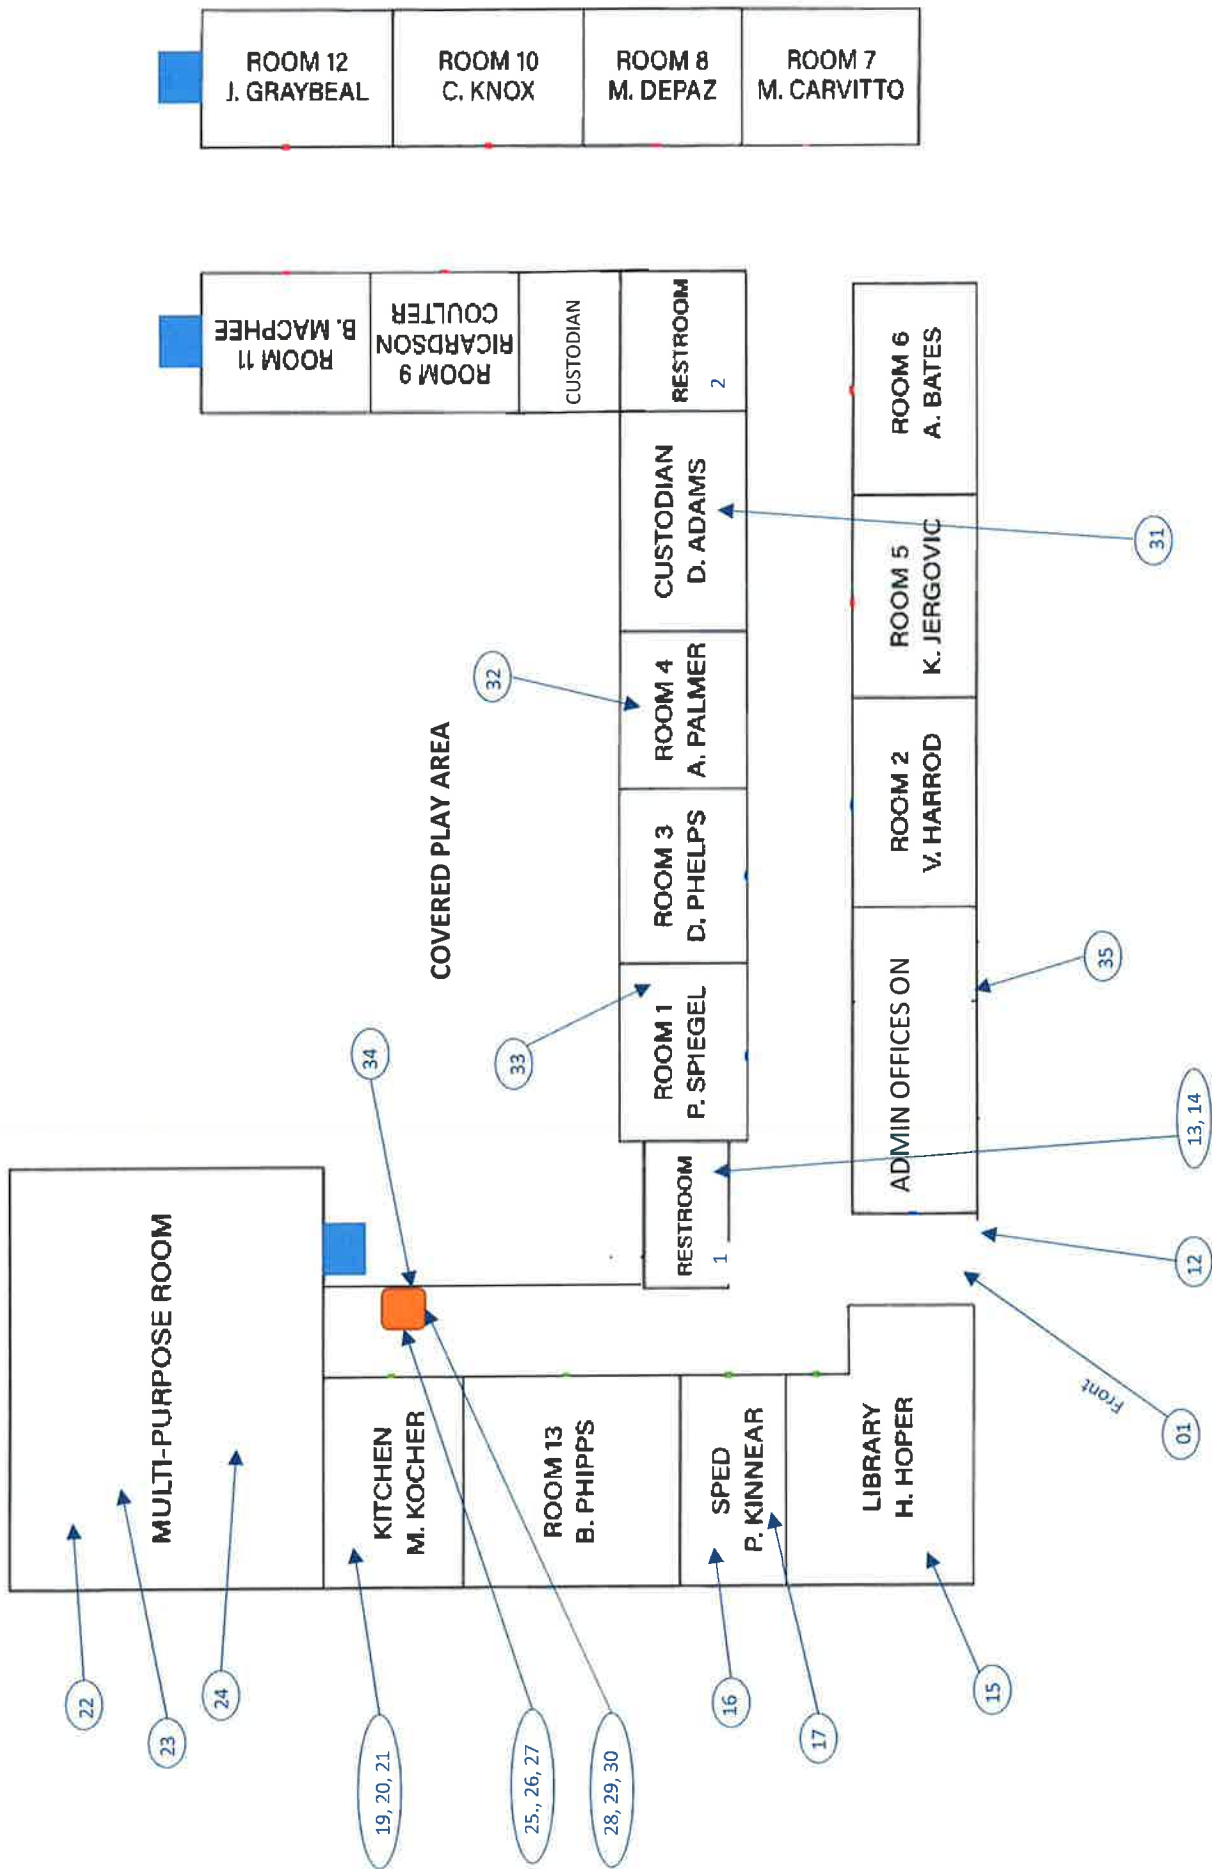 ROOM 12
J. GRAYBEAL
ROOM 10
C. KNOX
ROOM 8
M. DEPAZ
ROOM 7
M. CARVITTO
ROOM 11
B. MACPHEE
ROOM 9
RICARDSON
COULTER
CUSTODIAN
RESTROOM
2
CUSTODIAN
D. ADAMS
ROOM 4
A. PALMER
ROOM 3
D. PHELPS
ROOM 1
P. SPIEGEL
RESTROOM
1
ROOM 6
A. BATES
ROOM 5
K. JERGOVIC
ROOM 2
V. HARROD
ADMIN OFFICES ON
COVERED PLAY AREA
MULTI-PURPOSE ROOM
KITCHEN
M. KOCHER
ROOM 13
B. PHIPPS
SPED
P. KINNEAR
LIBRARY
H. HOPER
Front
31
32
33
34
35
13, 14
12
01
22
23
24
19, 20, 21
25., 26, 27
28, 29, 30
16
17
15